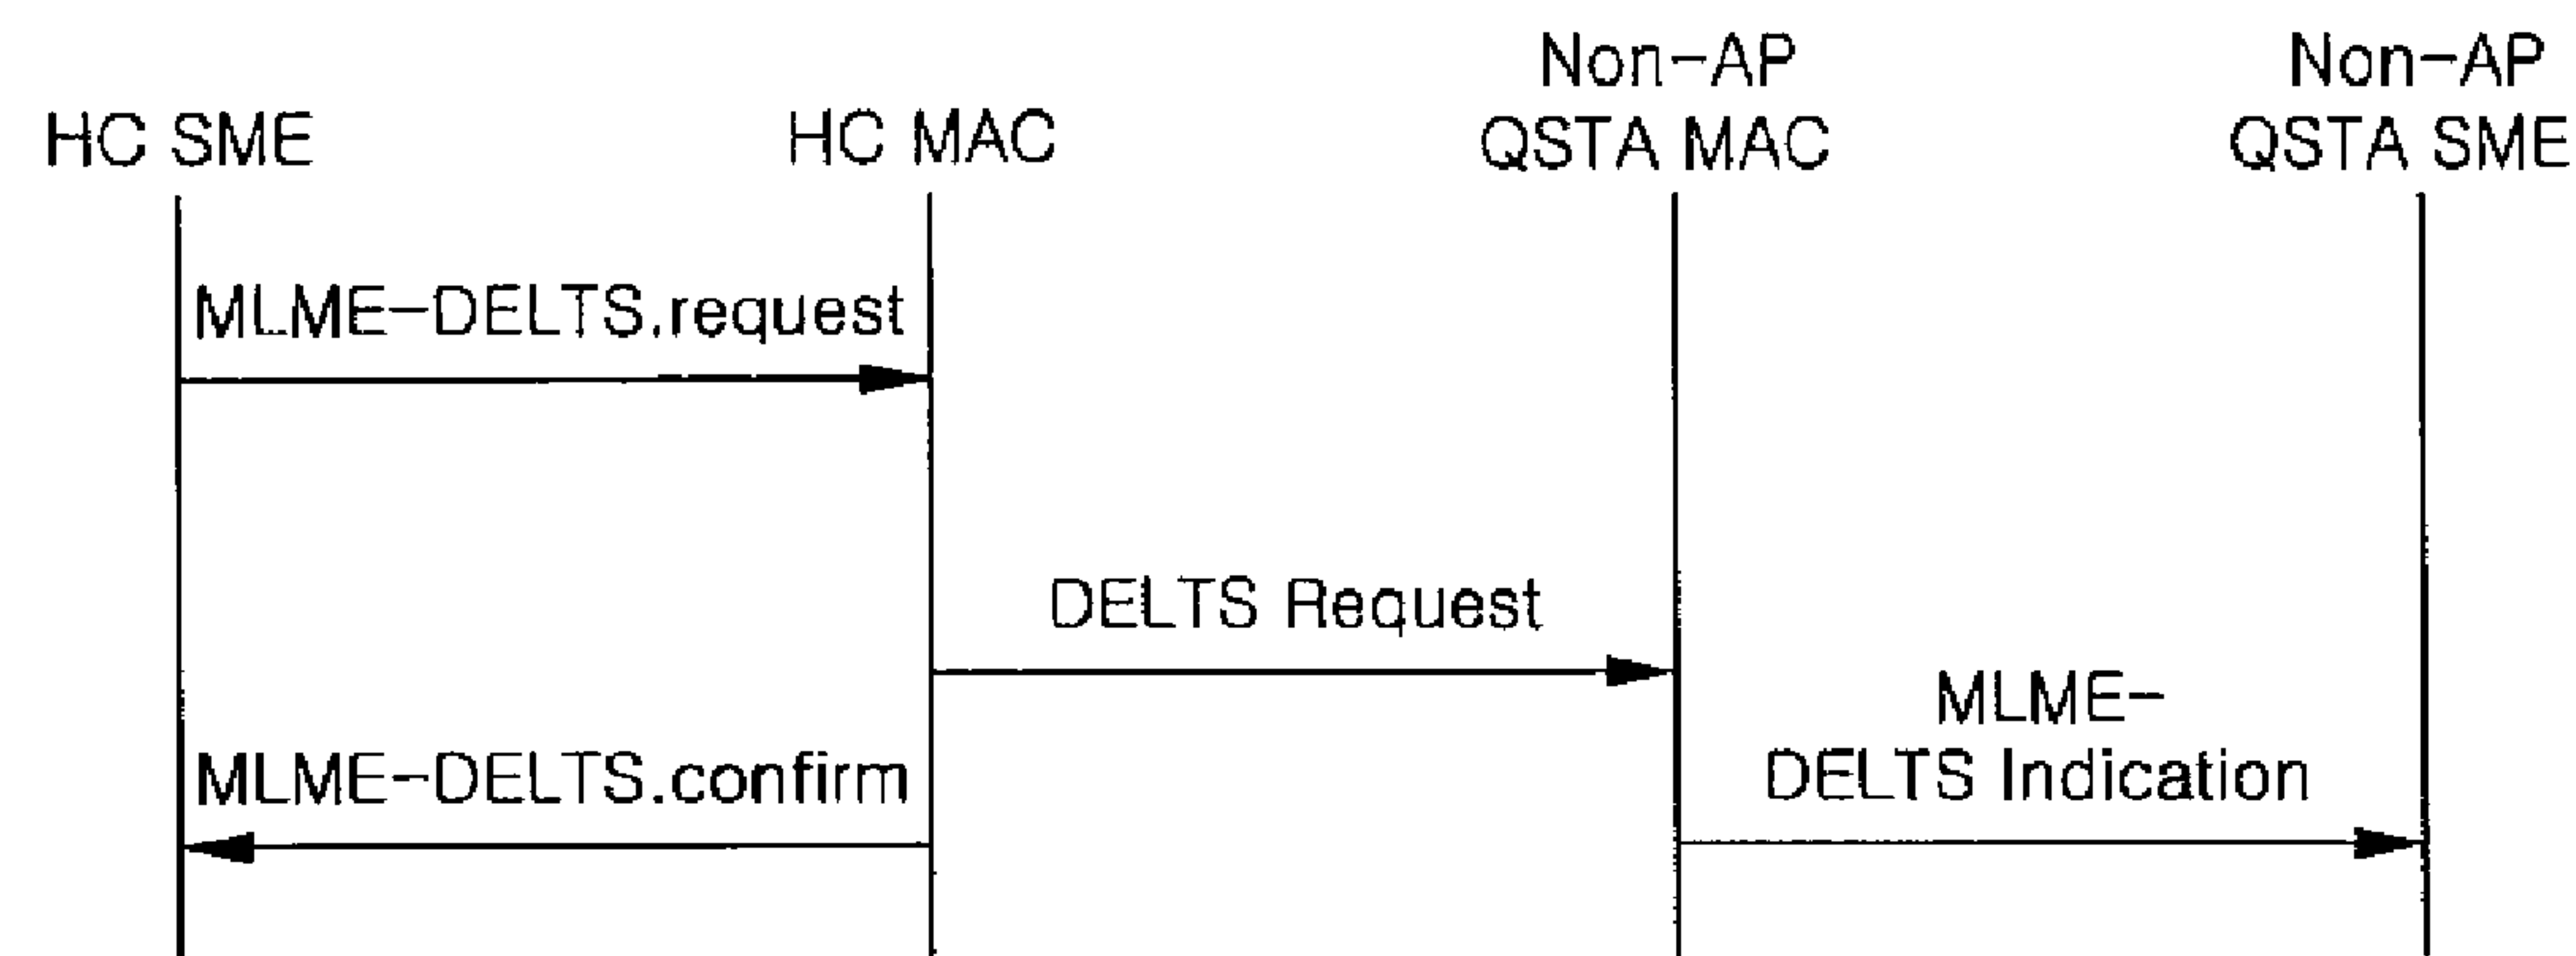 HC SME
HC MAC
Non-AP
QSTA MAC
Non-AP
QSTA SME
MLME-DELTS.request
DELTS Request
MLME-DELTS.confirm
MLME-
DELTS Indication